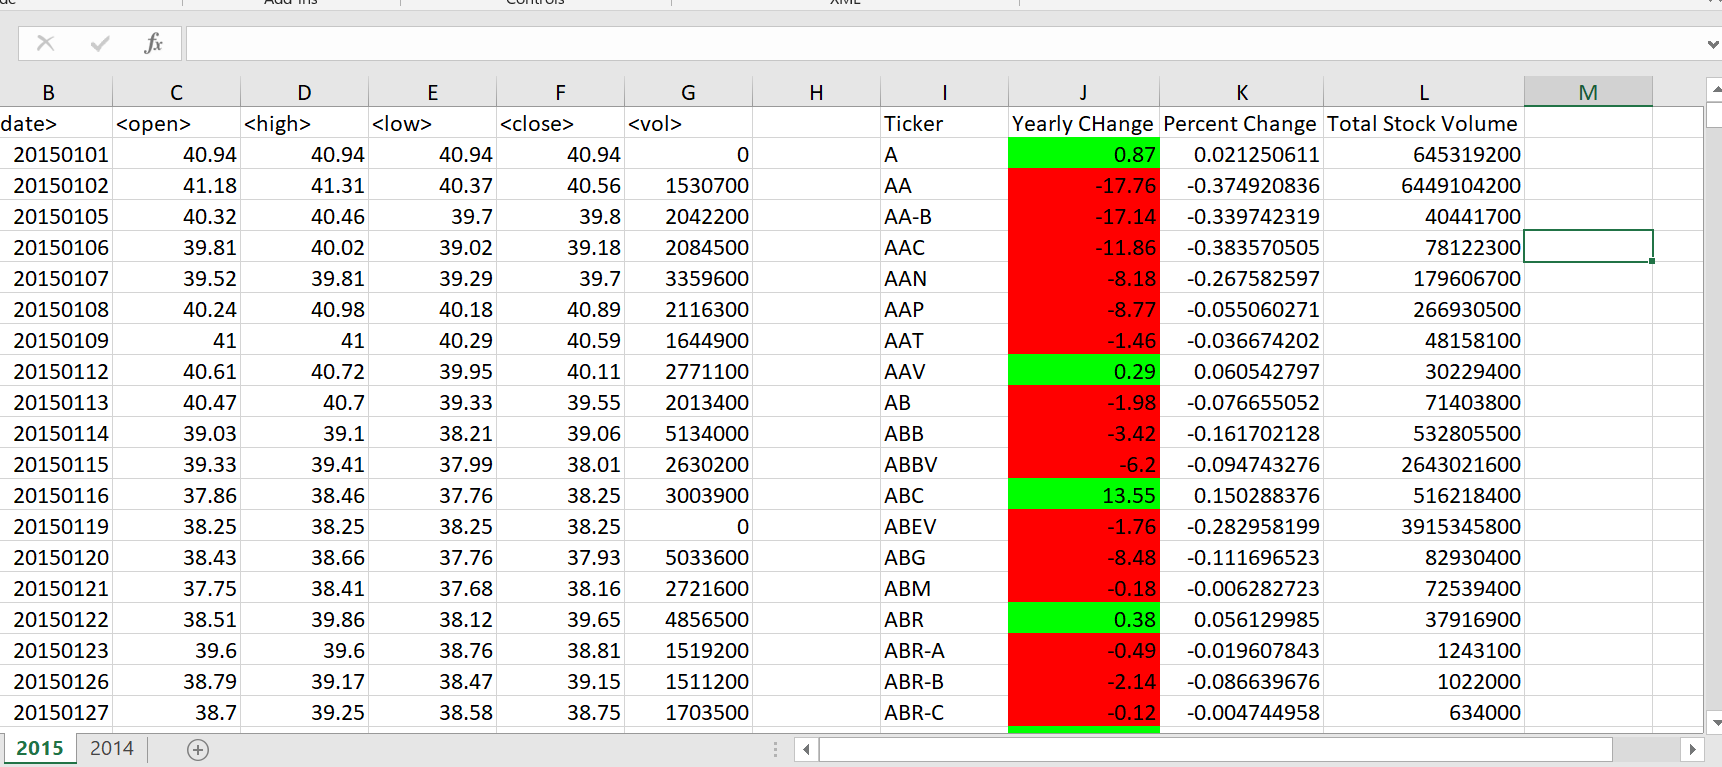 Add-ins Controls XML
fx
B C D E F G H I J K L M
date> <open> <high> <low> <close> <vol> Ticker Yearly CHange Percent Change Total Stock Volume
20150101 40.94 40.94 40.94 40.94 0 A 0.87 0.021250611 645319200
20150102 41.18 41.31 40.37 40.56 1530700 AA -17.76 -0.374920836 6449104200
20150105 40.32 40.46 39.7 39.8 2042200 AA-B -17.14 -0.339742319 40441700
20150106 39.81 40.02 39.02 39.18 2084500 AAC -11.86 -0.383570505 78122300
20150107 39.52 39.81 39.29 39.7 3359600 AAN -8.18 -0.267582597 179606700
20150108 40.24 40.98 40.18 40.89 2116300 AAP -8.77 -0.055060271 266930500
20150109 41 41 40.29 40.59 1644900 AAT -1.46 -0.036674202 48158100
20150112 40.61 40.72 39.95 40.11 2771100 AAV 0.29 0.060542797 30229400
20150113 40.47 40.7 39.33 39.55 2013400 AB -1.98 -0.076655052 71403800
20150114 39.03 39.1 38.21 39.06 5134000 ABB -3.42 -0.161702128 532805500
20150115 39.33 39.41 37.99 38.01 2630200 ABBV -6.2 -0.094743276 2643021600
20150116 37.86 38.46 37.76 38.25 3003900 ABC 13.55 0.150288376 516218400
20150119 38.25 38.25 38.25 38.25 0 ABEV -1.76 -0.282958199 3915345800
20150120 38.43 38.66 37.76 37.93 5033600 ABG -8.48 -0.111696523 82930400
20150121 37.75 38.41 37.68 38.16 2721600 ABM -0.18 -0.006282723 72539400
20150122 38.51 39.86 38.12 39.65 4856500 ABR 0.38 0.056129985 37916900
20150123 39.6 39.6 38.76 38.81 1519200 ABR-A -0.49 -0.019607843 1243100
20150126 38.79 39.17 38.47 39.15 1511200 ABR-B -2.14 -0.086639676 1022000
20150127 38.7 39.25 38.58 38.75 1703500 ABR-C -0.12 -0.004744958 634000
2015 2014